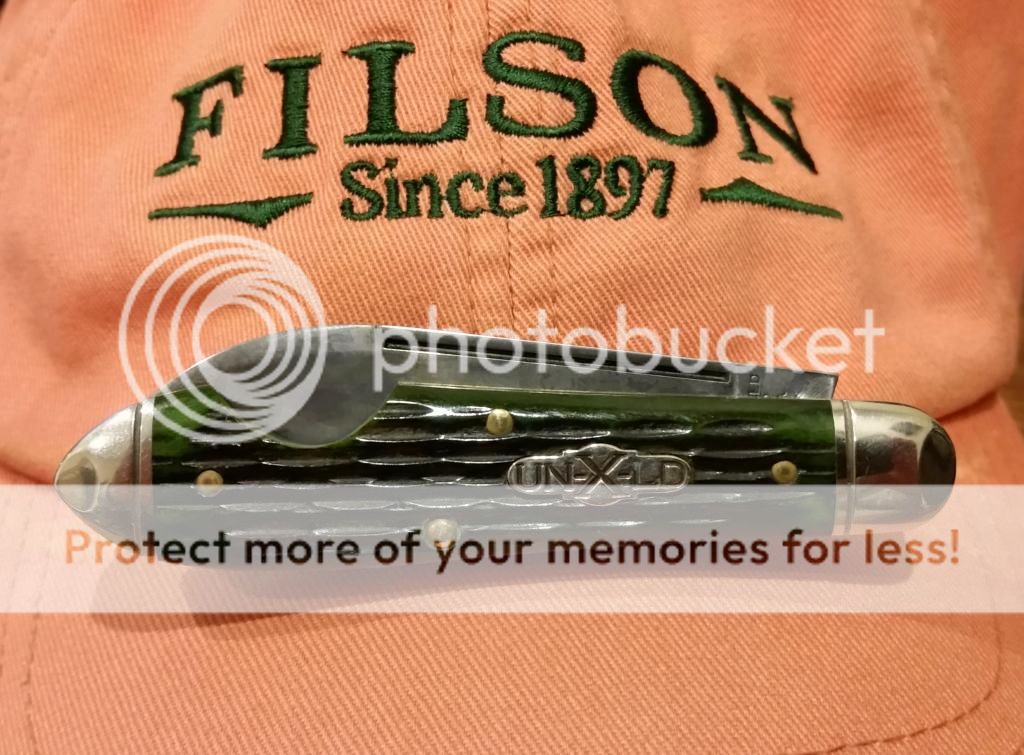 FILSON
Since 1897
photobucket
UN-X-LD
Protect more of your memories for less!